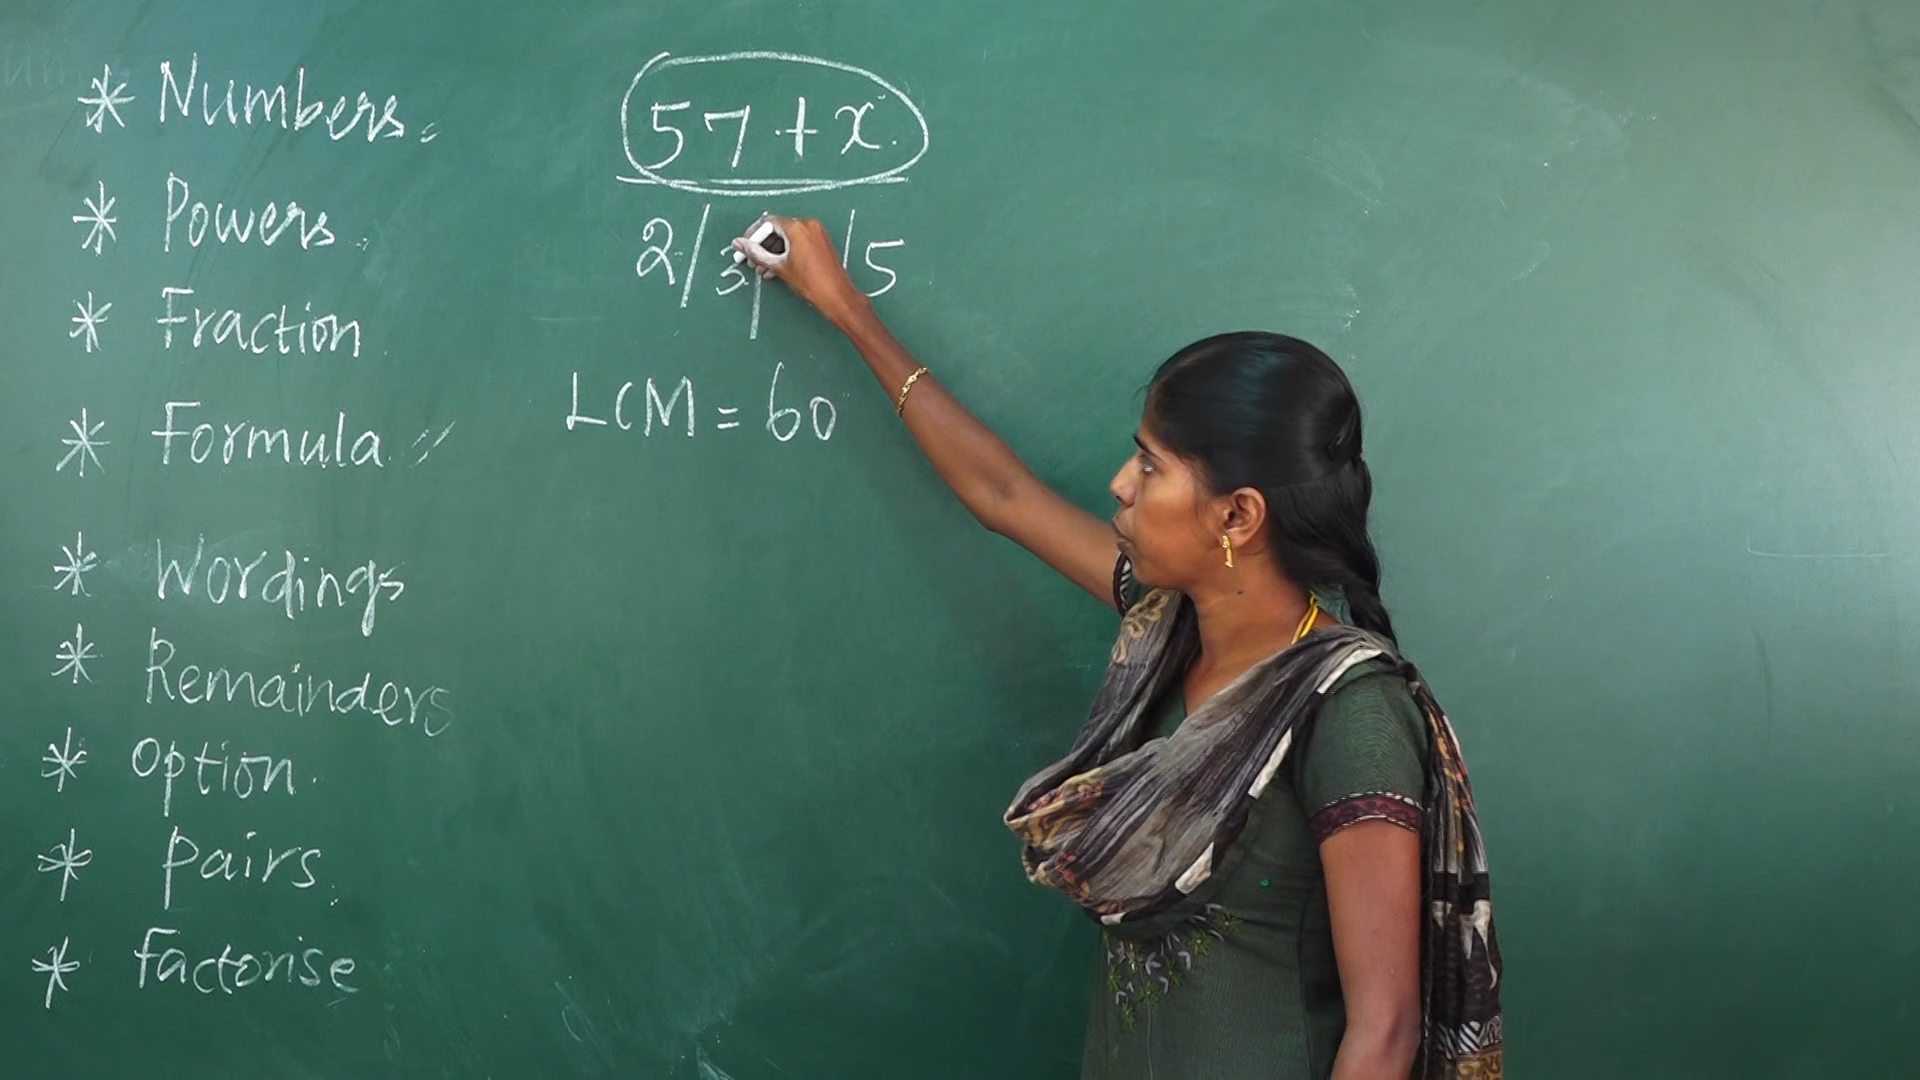 * Numbers.
* Powers
* Fraction
* Formula "
* Wordings
* Remainders
* Option.
* pairs.
* factorise
57 + x
2/3/ /5
LCM = 60